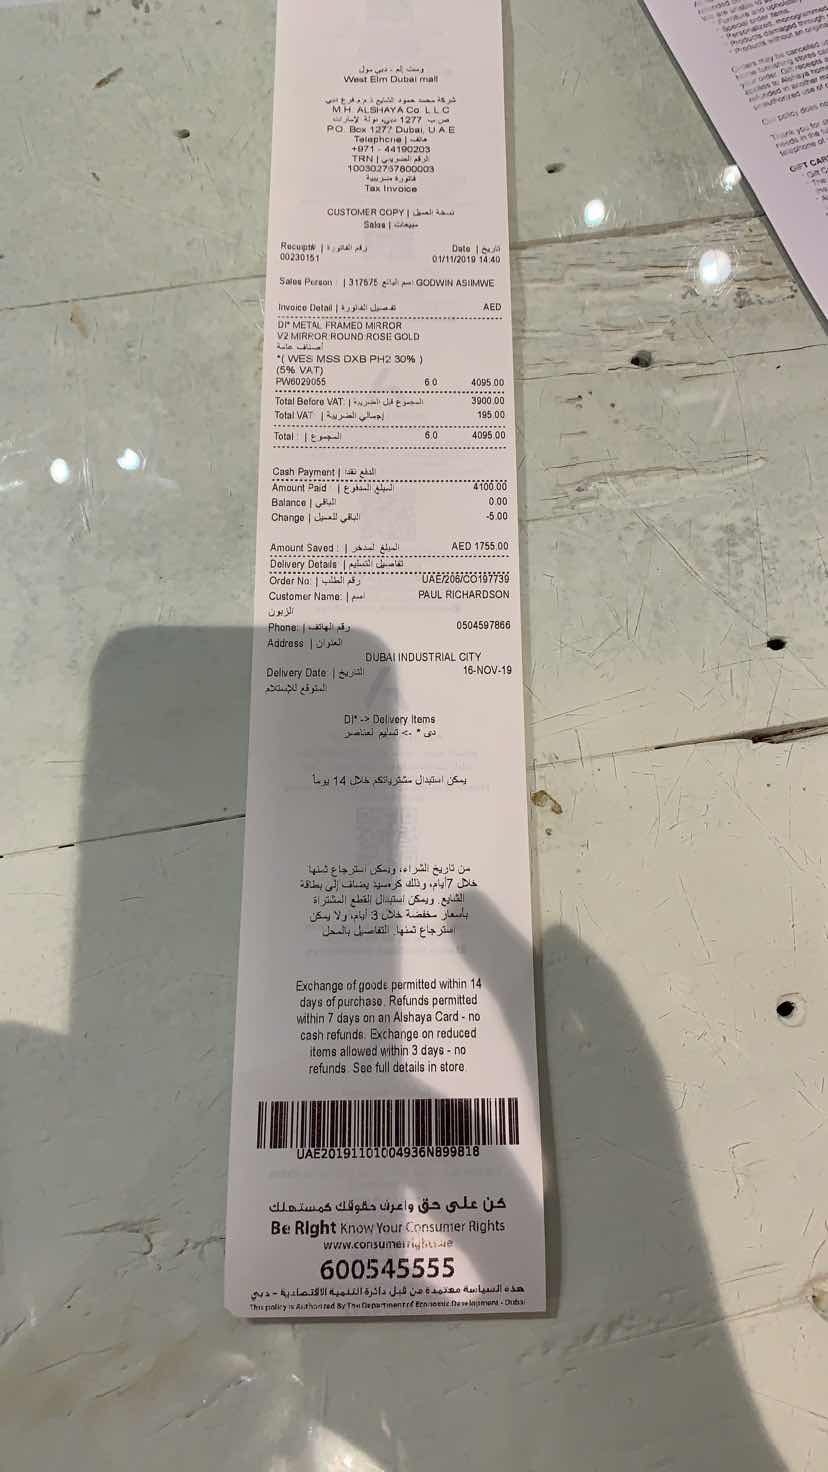 وست إلم - دبي مول
West Elm Dubai mall
شركة محمد حمود الشايع ذ.م.م فرع دبي
M.H. ALSHAYA Co. L.L.C
ص.ب. 1277 دبي، دولة الإمارات
P.O. Box 1277 Dubai, U.A.E
Telephone | هاتف
+971 - 44190203
TRN | الرقم الضريبي
100302767800003
فاتورة ضريبية
Tax Invoice
CUSTOMER COPY | نسخة العميل
Sales | مبيعات
Receipt# | رقم الفاتورة Date | تاريخ
00230151 01/11/2019 14:40
Sales Person : | 317675 اسم البائع GODWIN ASIIMWE
Invoice Detail | تفاصيل الفاتورة AED
DI* METAL FRAMED MIRROR
V2 MIRROR:ROUND:ROSE GOLD
أصناف عامة
*( WES MSS DXB PH2 30% )
(5% VAT)
PW6029055 6.0 4095.00
Total Before VAT: | المجموع قبل الضريبة 3900.00
Total VAT: | إجمالي الضريبة 195.00
Total : | المجموع 6.0 4095.00
Cash Payment | الدفع نقدا
Amount Paid | المبلغ المدفوع 4100.00
Balance | الباقي 0.00
Change | الباقي للعميل -5.00
Amount Saved : | المبلغ المدخر AED 1755.00
Delivery Details | تفاصيل التسليم
Order No: | رقم الطلب UAE/206/CO197739
Customer Name: | اسم PAUL RICHARDSON
الزبون
Phone: | رقم الهاتف 0504597866
Address | العنوان
DUBAI INDUSTRIAL CITY
Delivery Date: | التاريخ 16-NOV-19
المتوقع للإستلام
DI* -> Delivery Items
دى * -> تسليم لعناصر
يمكن استبدال مشترياتكم خلال 14 يوماً
من تاريخ الشراء، ويمكن استرجاع ثمنها
خلال 7 أيام، وذلك كرصيد يضاف إلى بطاقة
الشايع. ويمكن استبدال القطع المشتراة
بأسعار مخفضة خلال 3 أيام، ولا يمكن
استرجاع ثمنها. التفاصيل بالمحل
Exchange of goods permitted within 14
days of purchase. Refunds permitted
within 7 days on an Alshaya Card - no
cash refunds. Exchange on reduced
items allowed within 3 days - no
refunds. See full details in store.
UAE20191101004936N899818
كن على حق واعرف حقوقك كمستهلك
Be Right Know Your Consumer Rights
www.consumerrights.ae
600545555
هذه السياسة معتمدة من قبل دائرة التنمية الاقتصادية - دبي
This policy is Authorized By The Department of Economic Development - Dubai